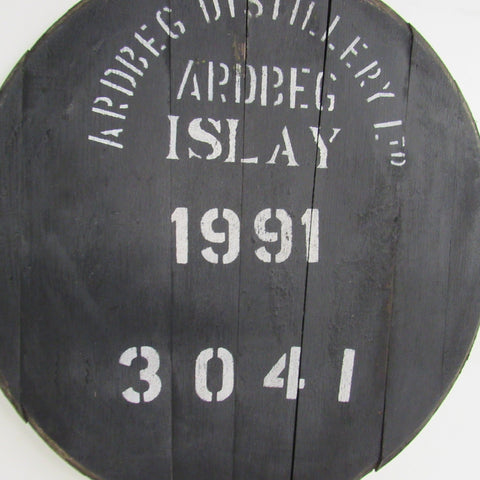 ARDBEG DISTILLERY LTD
ARDBEG
ISLAY
1991
3041